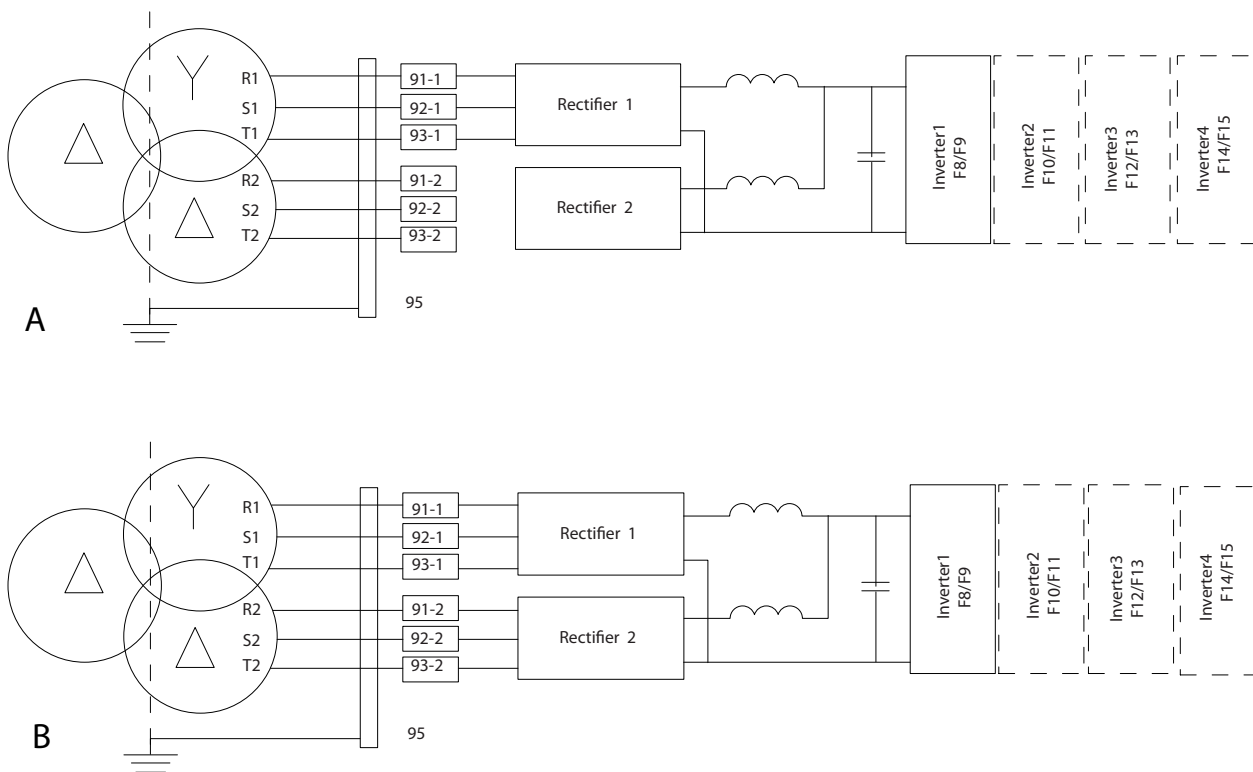 R1
S1
T1
R2
S2
T2
91-1
92-1
93-1
91-2
92-2
93-2
95
Rectifier 1
Rectifier 2
Inverter1
F8/F9
Inverter2
F10/F11
Inverter3
F12/F13
Inverter4
F14/F15
A
R1
S1
T1
R2
S2
T2
91-1
92-1
93-1
91-2
92-2
93-2
95
Rectifier 1
Rectifier 2
Inverter1
F8/F9
Inverter2
F10/F11
Inverter3
F12/F13
Inverter4
F14/F15
B